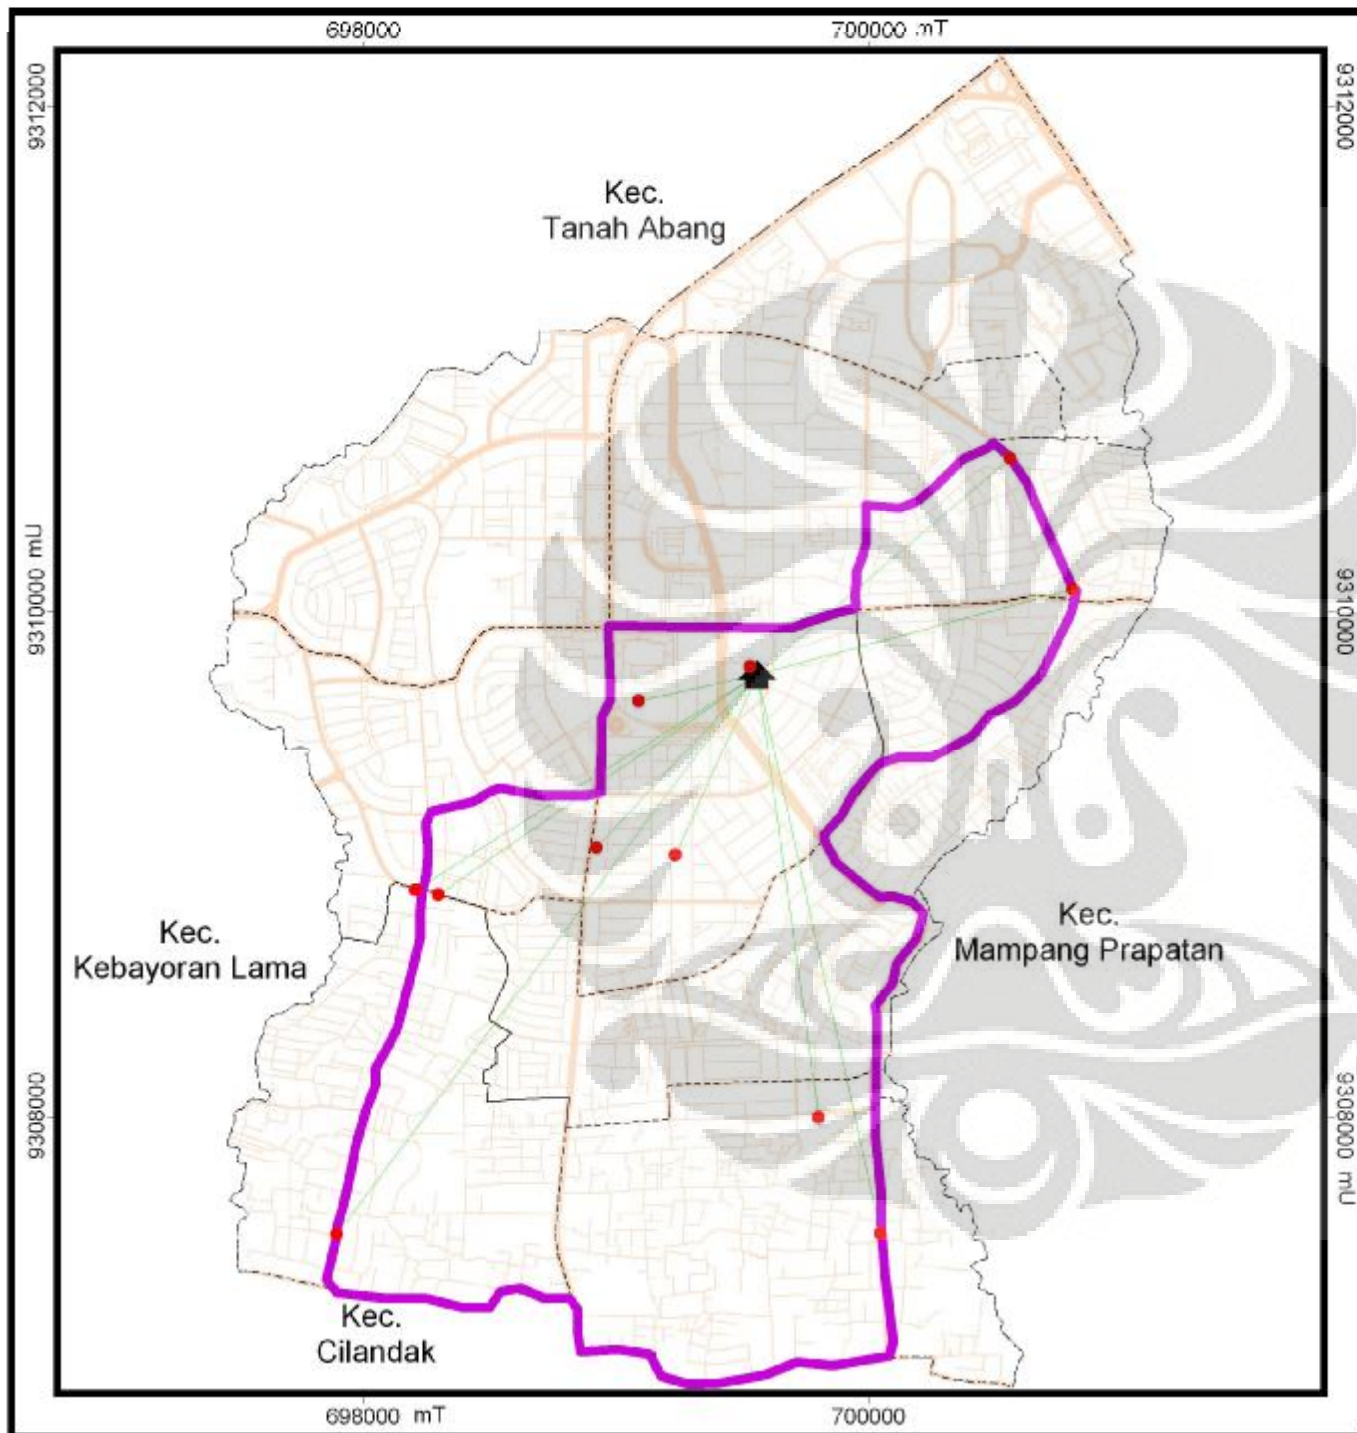 698000
700000 mT
9312000
9312000
Kec.
Tanah Abang
9310000 mU
9310000
Kec.
Kebayoran Lama
Kec.
Mampang Prapatan
9308000
9308000 mU
Kec.
Cilandak
698000 mT
700000